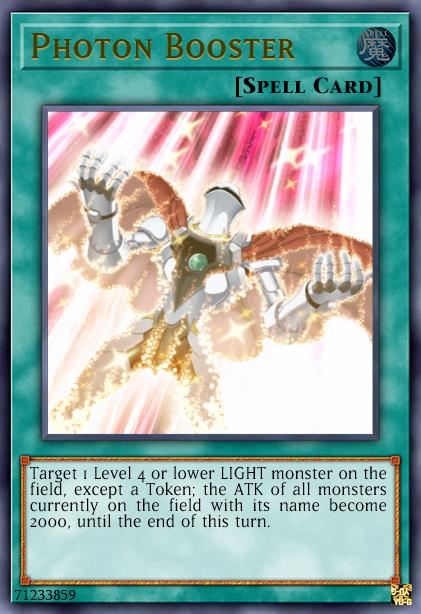 PHOTON BOOSTER
魔
[SPELL CARD]
Target 1 Level 4 or lower LIGHT monster on the
field, except a Token; the ATK of all monsters
currently on the field with its name become
2000, until the end of this turn.
71233859